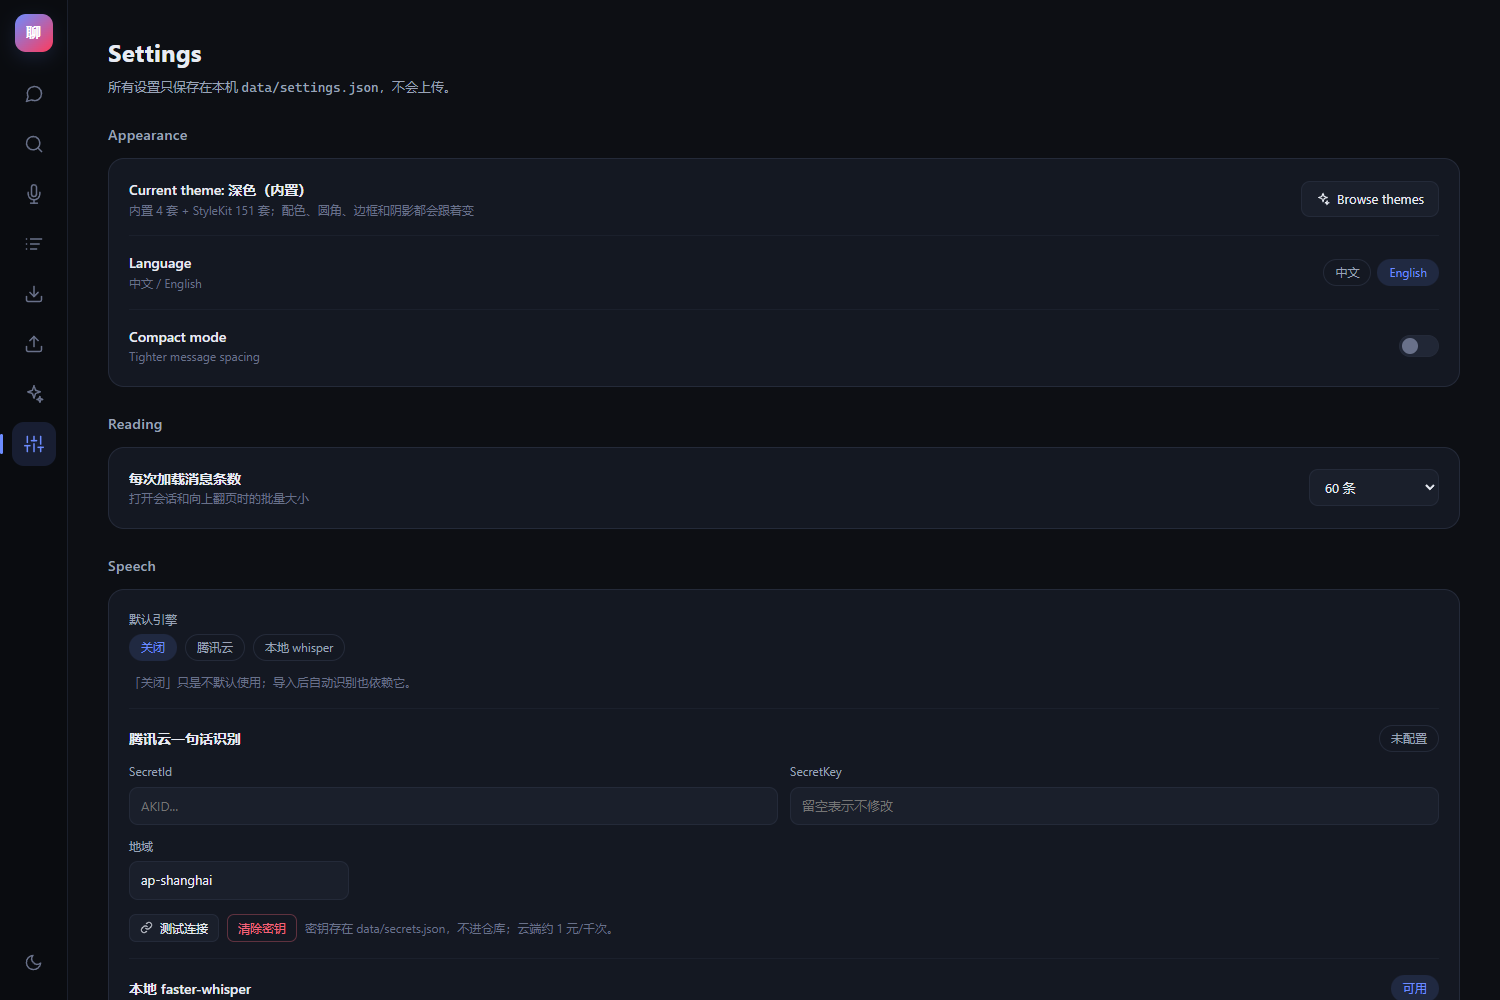 聊
Settings
所有设置只保存在本机 data/settings.json，不会上传。
Appearance
Current theme: 深色（内置）
内置 4 套 + StyleKit 151 套；配色、圆角、边框和阴影都会跟着变
Browse themes
Language
中文 / English
中文
English
Compact mode
Tighter message spacing
Reading
每次加载消息条数
打开会话和向上翻页时的批量大小
60 条
Speech
默认引擎
关闭
腾讯云
本地 whisper
「关闭」只是不默认使用；导入后自动识别也依赖它。
腾讯云一句话识别
未配置
SecretId
SecretKey
AKID...
留空表示不修改
地域
ap-shanghai
测试连接
清除密钥
密钥存在 data/secrets.json，不进仓库；云端约 1 元/千次。
本地 faster-whisper
可用